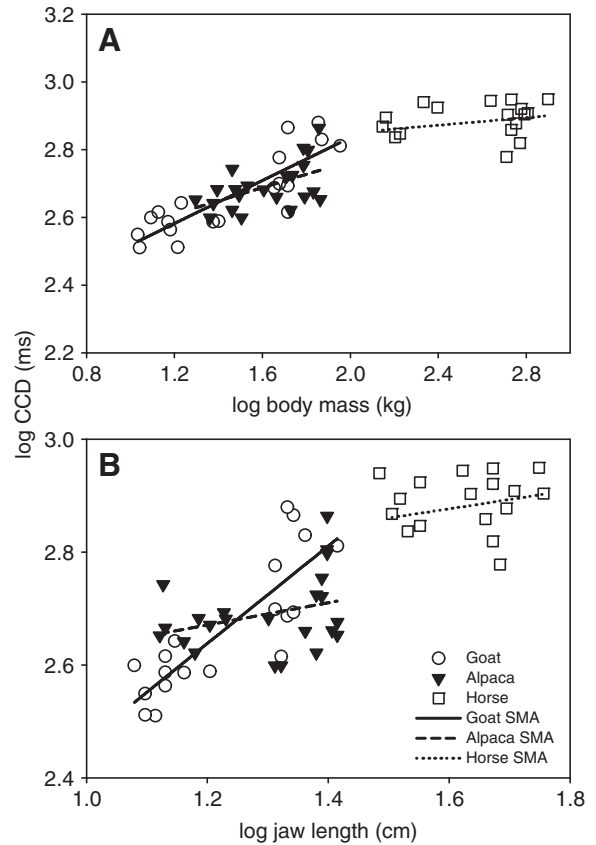 3.2
A
3.0
2.8
2.6
2.4
2.2
0.8 1.2 1.6 2.0 2.4 2.8
log body mass (kg)
log CCD (ms)
3.0
B
2.8
2.6
2.4
Goat
Alpaca
Horse
Goat SMA
Alpaca SMA
Horse SMA
1.0 1.2 1.4 1.6 1.8
log jaw length (cm)